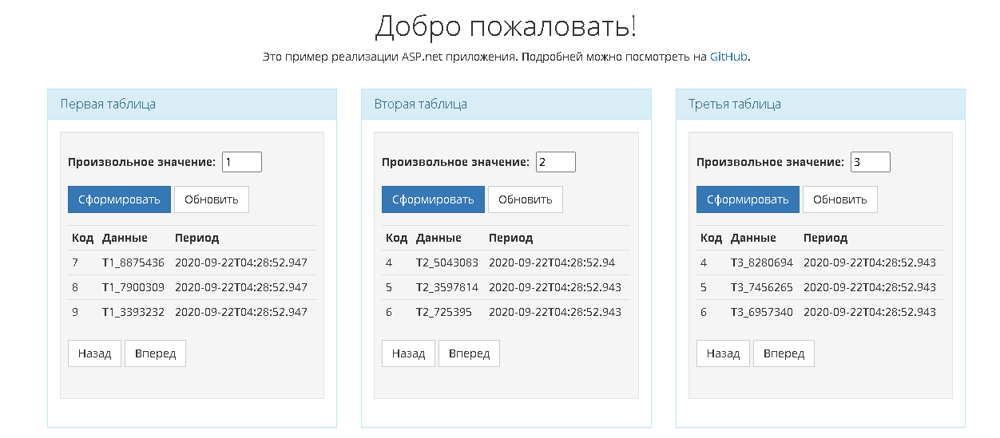 Добро пожаловать!
Это пример реализации ASP.net приложения. Подробней можно посмотреть на GitHub.
Первая таблица
Произвольное значение: 1
Сформировать Обновить
Код Данные Период
7 T1_8875436 2020-09-22T04:28:52.947
8 T1_7900309 2020-09-22T04:28:52.947
9 T1_3393232 2020-09-22T04:28:52.947
Назад Вперед
Вторая таблица
Произвольное значение: 2
Сформировать Обновить
Код Данные Период
4 T2_5043083 2020-09-22T04:28:52.94
5 T2_3597814 2020-09-22T04:28:52.943
6 T2_725395 2020-09-22T04:28:52.943
Назад Вперед
Третья таблица
Произвольное значение: 3
Сформировать Обновить
Код Данные Период
4 T3_8280694 2020-09-22T04:28:52.943
5 T3_7456265 2020-09-22T04:28:52.943
6 T3_6957340 2020-09-22T04:28:52.943
Назад Вперед